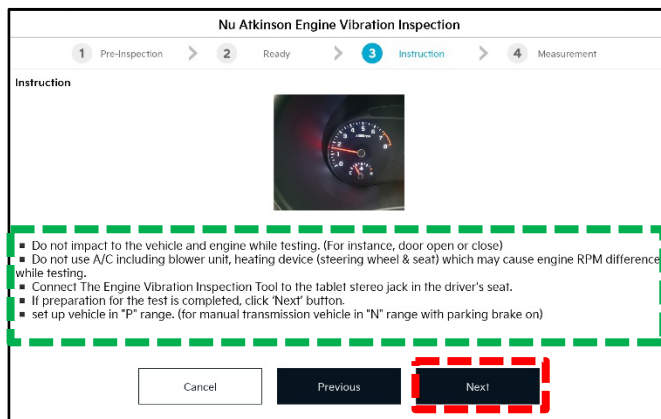 Nu Atkinson Engine Vibration Inspection
1 Pre-Inspection > 2 Ready > 3 Instruction > 4 Measurement
Instruction
▪ Do not impact to the vehicle and engine while testing. (For instance, door open or close)
▪ Do not use A/C including blower unit, heating device (steering wheel & seat) which may cause engine RPM difference
while testing.
▪ Connect The Engine Vibration Inspection Tool to the tablet stereo jack in the driver's seat.
▪ If preparation for the test is completed, click ‘Next’ button.
▪ set up vehicle in "P" range. (for manual transmission vehicle in "N" range with parking brake on)
Cancel Previous Next